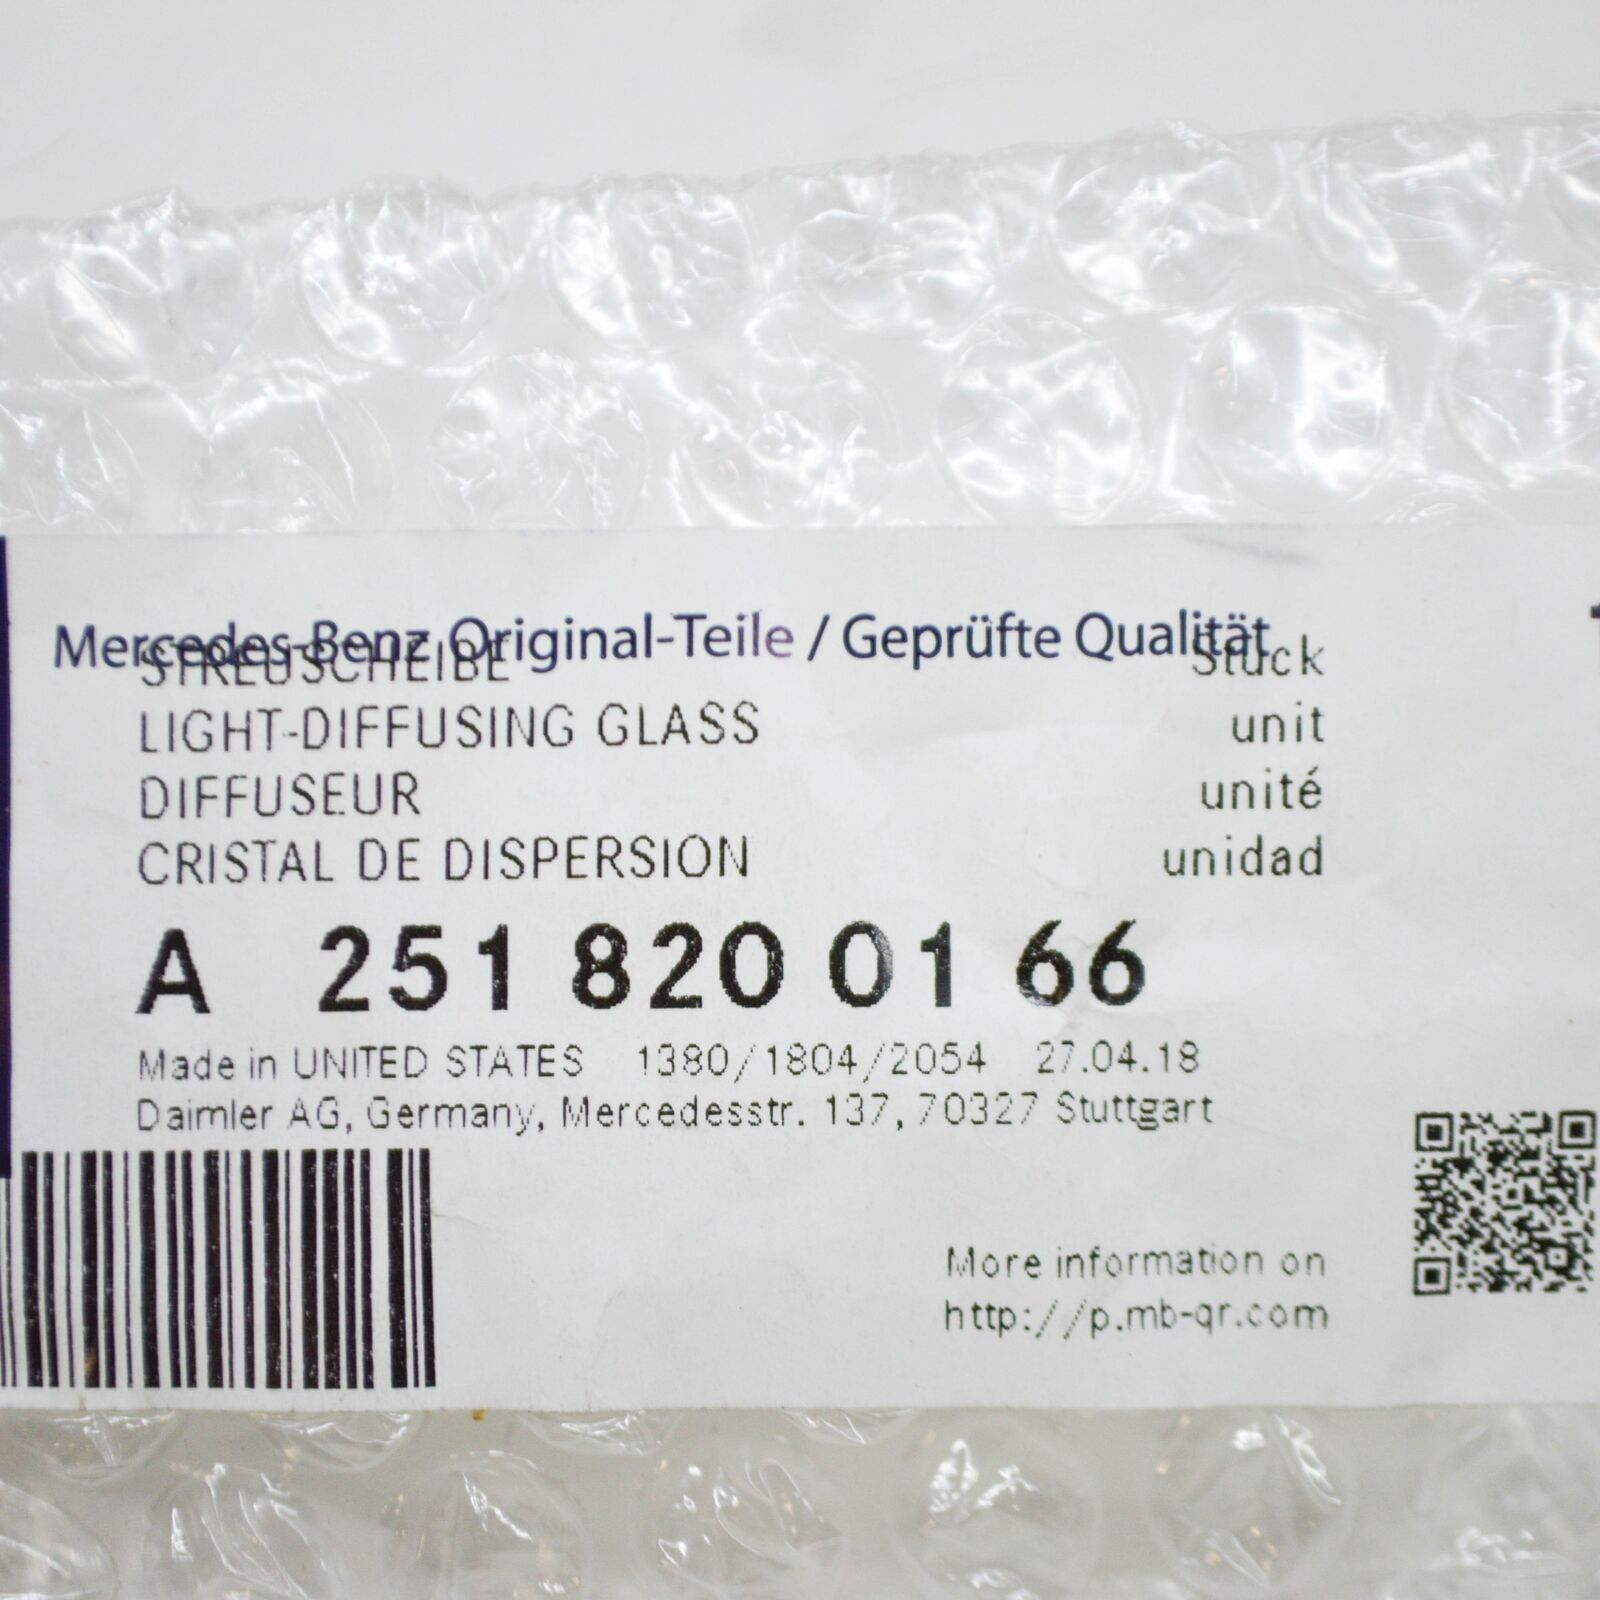 Mercedes-Benz Original-Teile / Geprüfte Qualität
STREUSCHEIBE Stück
LIGHT-DIFFUSING GLASS unit
DIFFUSEUR unité
CRISTAL DE DISPERSION unidad
A 251 820 01 66
Made in UNITED STATES 1380/1804/2054 27.04.18
Daimler AG, Germany, Mercedesstr. 137, 70327 Stuttgart
More information on
http://p.mb-qr.com